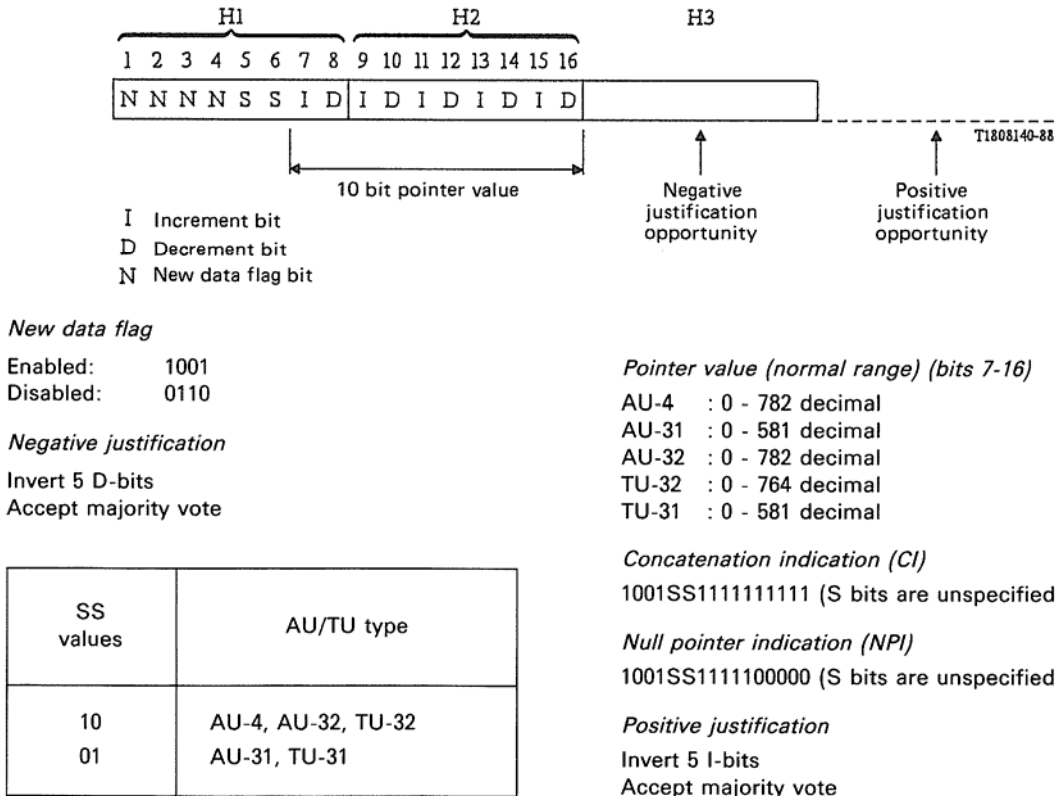 H1 H2 H3
1 2 3 4 5 6 7 8 9 10 11 12 13 14 15 16
N N N N S S I D I D I D I D I D
T1808140-88
10 bit pointer value
Negative justification opportunity
Positive justification opportunity
I Increment bit
D Decrement bit
N New data flag bit
New data flag
Enabled: 1001
Disabled: 0110
Negative justification
Invert 5 D-bits
Accept majority vote
SS values AU/TU type
10 AU-4, AU-32, TU-32
01 AU-31, TU-31
Pointer value (normal range) (bits 7-16)
AU-4 : 0 - 782 decimal
AU-31 : 0 - 581 decimal
AU-32 : 0 - 782 decimal
TU-32 : 0 - 764 decimal
TU-31 : 0 - 581 decimal
Concatenation indication (CI)
1001SS1111111111 (S bits are unspecified
Null pointer indication (NPI)
1001SS1111100000 (S bits are unspecified
Positive justification
Invert 5 I-bits
Accept majority vote